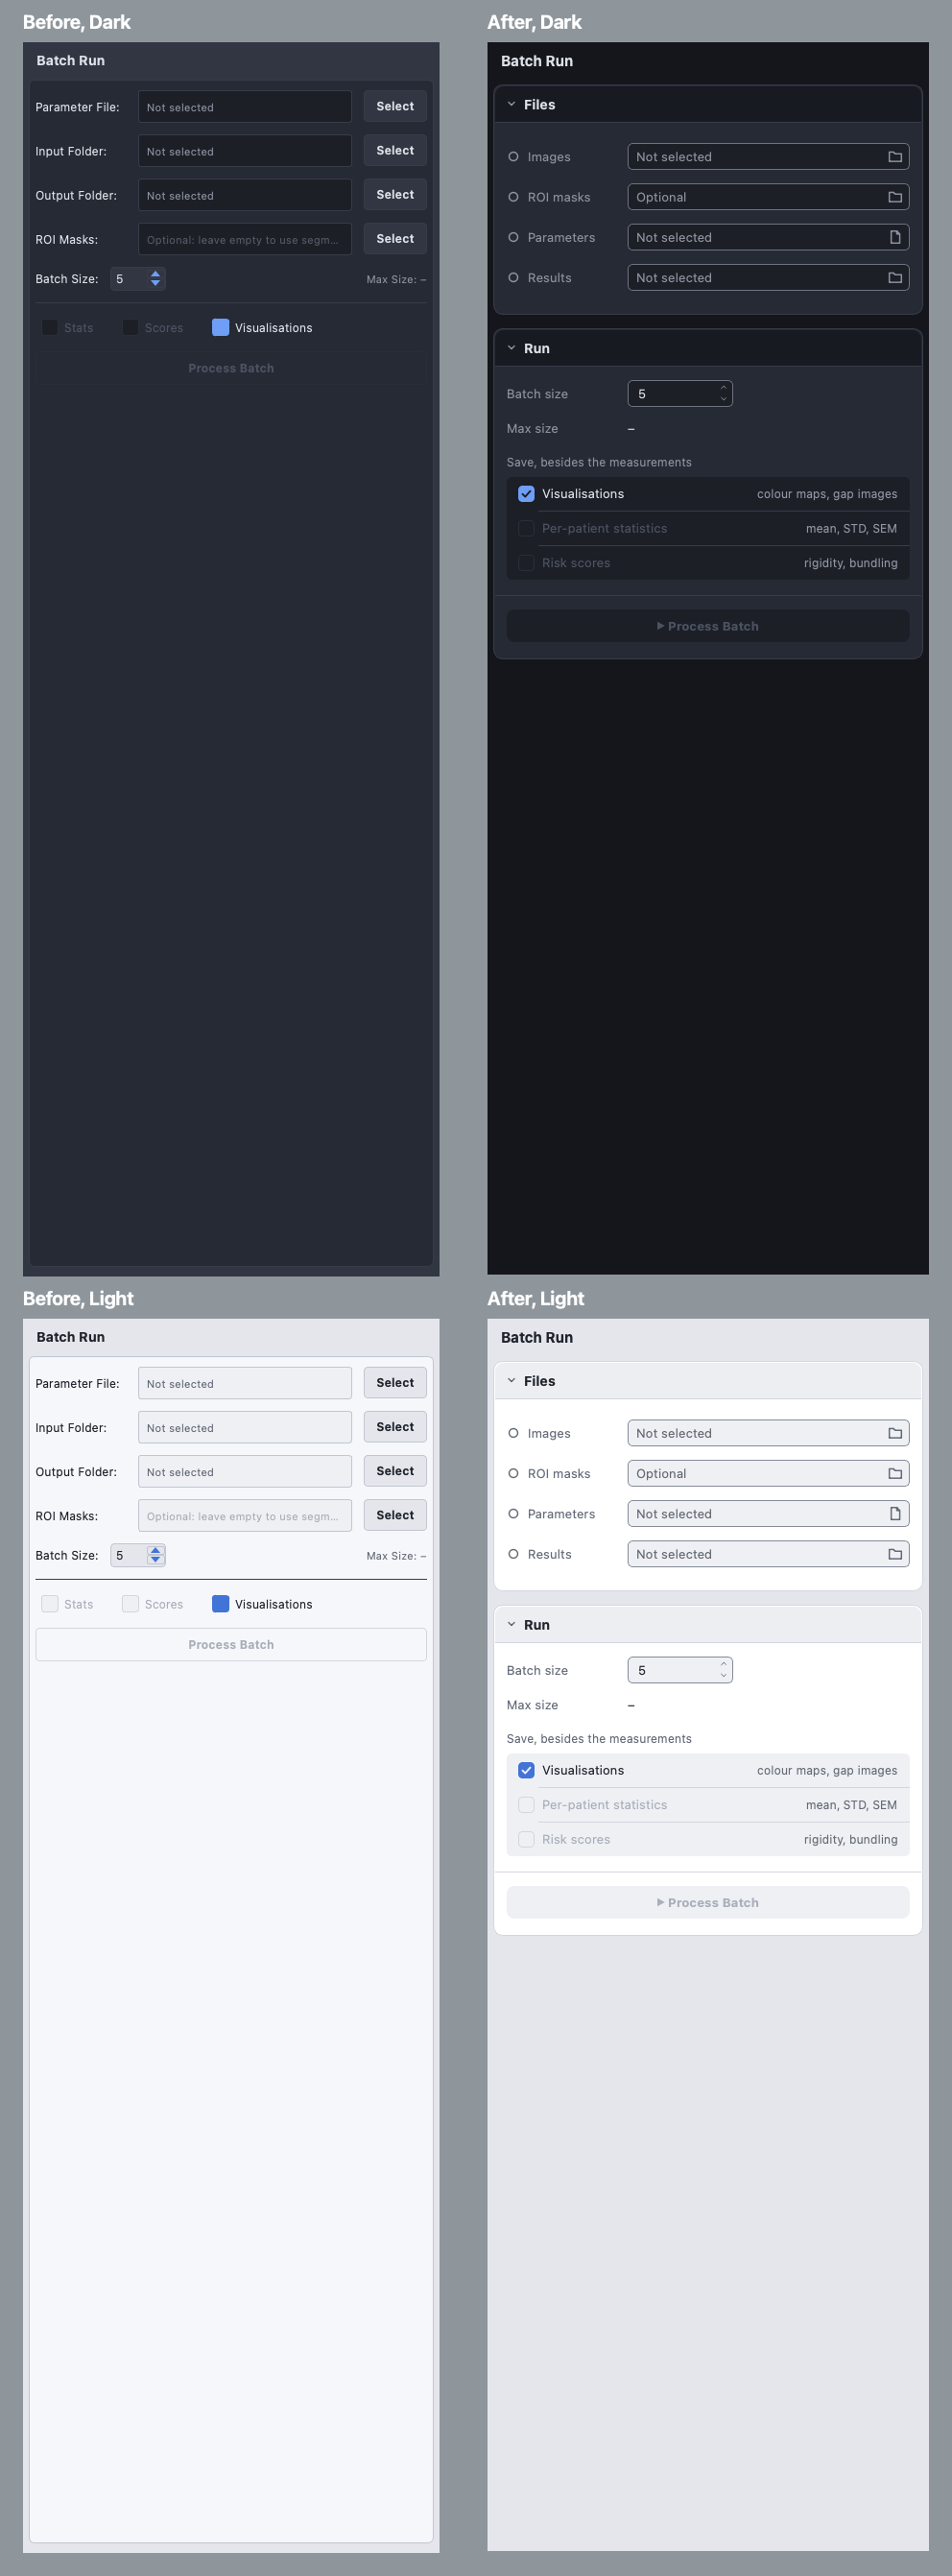 Before, Dark
Batch Run
Parameter File: Not selected Select
Input Folder: Not selected Select
Output Folder: Not selected Select
ROI Masks: Optional: leave empty to use segm... Select
Batch Size: 5 Max Size: –
Stats Scores Visualisations
Process Batch
After, Dark
Batch Run
Files
Images Not selected
ROI masks Optional
Parameters Not selected
Results Not selected
Run
Batch size 5
Max size –
Save, besides the measurements
Visualisations colour maps, gap images
Per-patient statistics mean, STD, SEM
Risk scores rigidity, bundling
Process Batch
Before, Light
Batch Run
Parameter File: Not selected Select
Input Folder: Not selected Select
Output Folder: Not selected Select
ROI Masks: Optional: leave empty to use segm... Select
Batch Size: 5 Max Size: –
Stats Scores Visualisations
Process Batch
After, Light
Batch Run
Files
Images Not selected
ROI masks Optional
Parameters Not selected
Results Not selected
Run
Batch size 5
Max size –
Save, besides the measurements
Visualisations colour maps, gap images
Per-patient statistics mean, STD, SEM
Risk scores rigidity, bundling
Process Batch